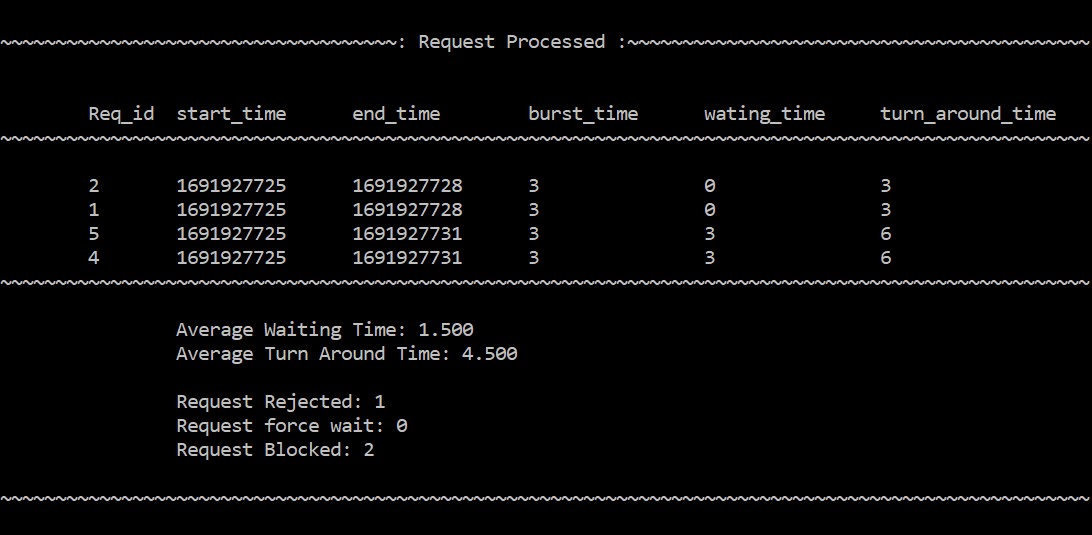 ~~~~~~~~~~~~~~~~~~~~~~~~~~~~~~~~~~~~: Request Processed :~~~~~~~~~~~~~~~~~~~~~~~~~~~~~~~~~~~~~~~~~~
Req_id start_time end_time burst_time wating_time turn_around_time
~~~~~~~~~~~~~~~~~~~~~~~~~~~~~~~~~~~~~~~~~~~~~~~~~~~~~~~~~~~~~~~~~~~~~~~~~~~~~~~~~~~~~~~~~~~~~~~~~~~
2 1691927725 1691927728 3 0 3
1 1691927725 1691927728 3 0 3
5 1691927725 1691927731 3 3 6
4 1691927725 1691927731 3 3 6
~~~~~~~~~~~~~~~~~~~~~~~~~~~~~~~~~~~~~~~~~~~~~~~~~~~~~~~~~~~~~~~~~~~~~~~~~~~~~~~~~~~~~~~~~~~~~~~~~~~
Average Waiting Time: 1.500
Average Turn Around Time: 4.500
Request Rejected: 1
Request force wait: 0
Request Blocked: 2
~~~~~~~~~~~~~~~~~~~~~~~~~~~~~~~~~~~~~~~~~~~~~~~~~~~~~~~~~~~~~~~~~~~~~~~~~~~~~~~~~~~~~~~~~~~~~~~~~~~